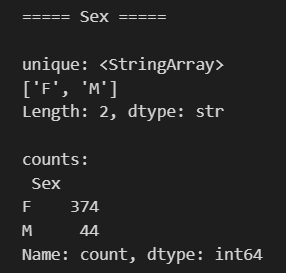 ===== Sex =====
unique: <StringArray>
['F', 'M']
Length: 2, dtype: str
counts:
Sex
F    374
M     44
Name: count, dtype: int64